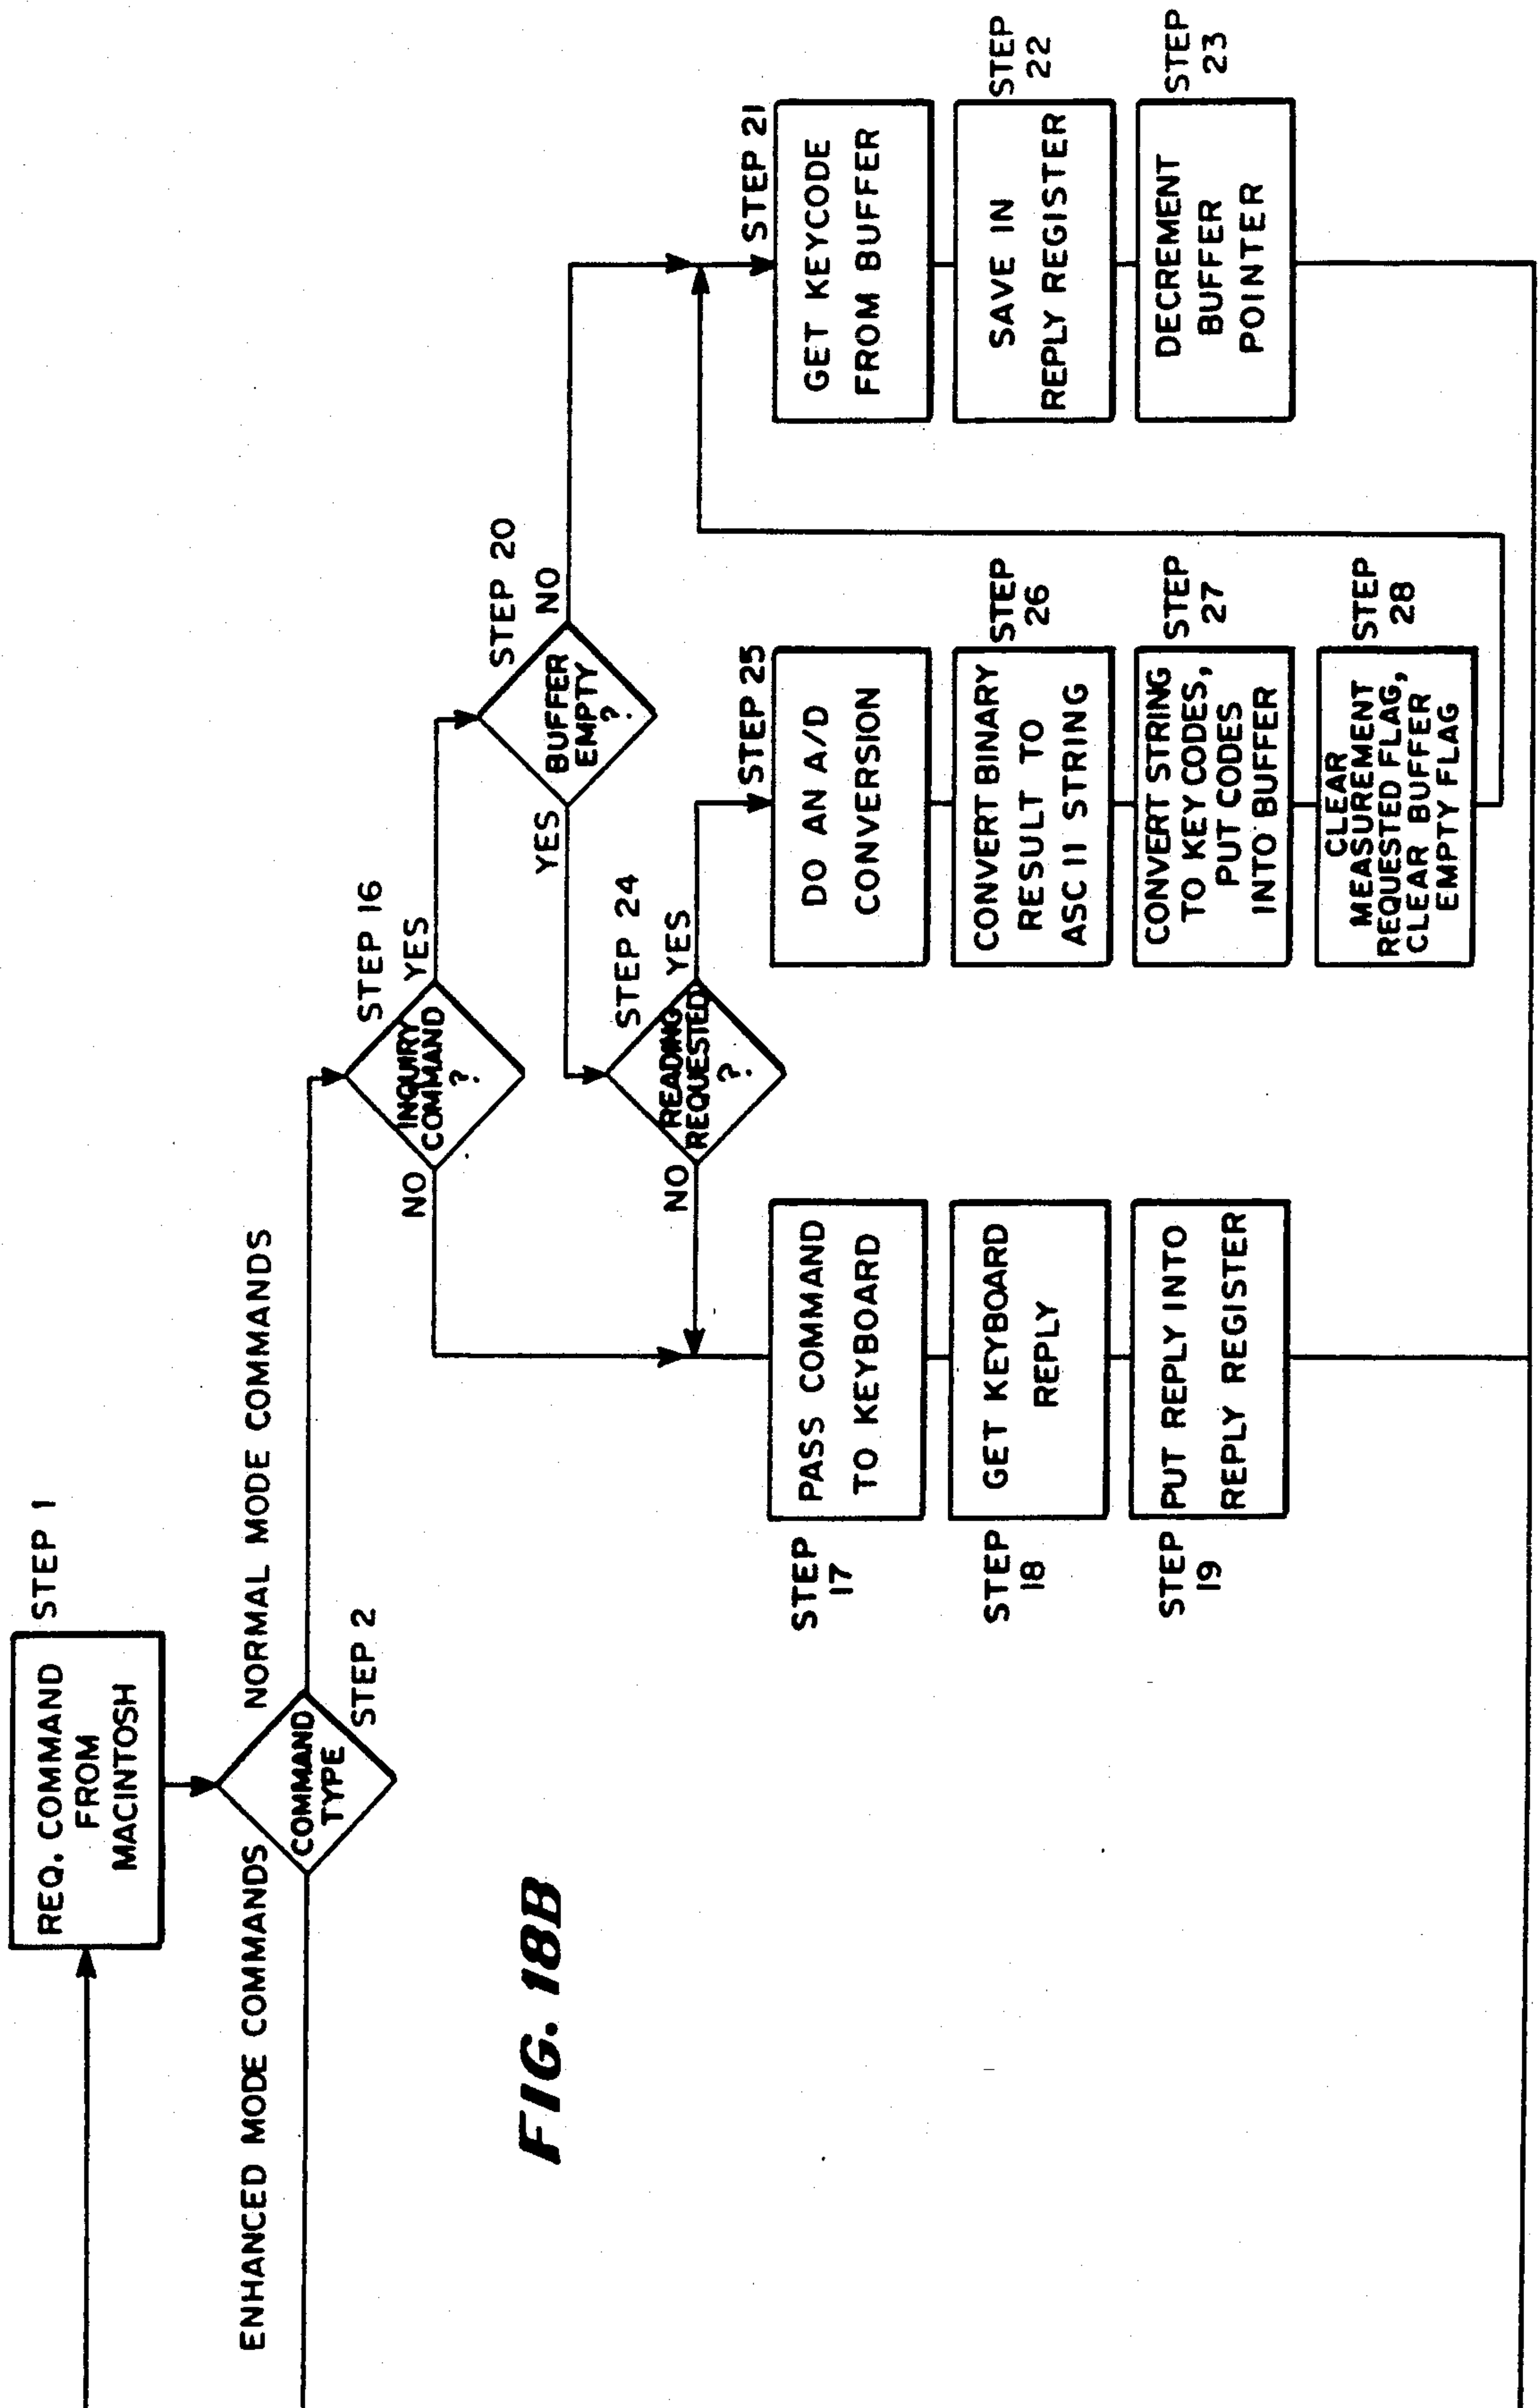 REQ. COMMAND
FROM
MACINTOSH
STEP 1
ENHANCED MODE COMMANDS
NORMAL MODE COMMANDS
COMMAND
TYPE
STEP 2
INQUIRY
COMMAND
?
STEP 16
NO
YES
BUFFER
EMPTY
?
STEP 20
YES
NO
READING
REQUESTED
?
STEP 24
NO
YES
STEP
17
PASS COMMAND
TO KEYBOARD
STEP
18
GET KEYBOARD
REPLY
STEP
19
PUT REPLY INTO
REPLY REGISTER
STEP 25
DO AN A/D
CONVERSION
STEP
26
CONVERT BINARY
RESULT TO
ASC II STRING
STEP
27
CONVERT STRING
TO KEY CODES,
PUT CODES
INTO BUFFER
STEP
28
CLEAR
MEASUREMENT
REQUESTED FLAG,
CLEAR BUFFER
EMPTY FLAG
STEP 21
GET KEYCODE
FROM BUFFER
STEP
22
SAVE IN
REPLY REGISTER
STEP
23
DECREMENT
BUFFER
POINTER
FIG. 18B